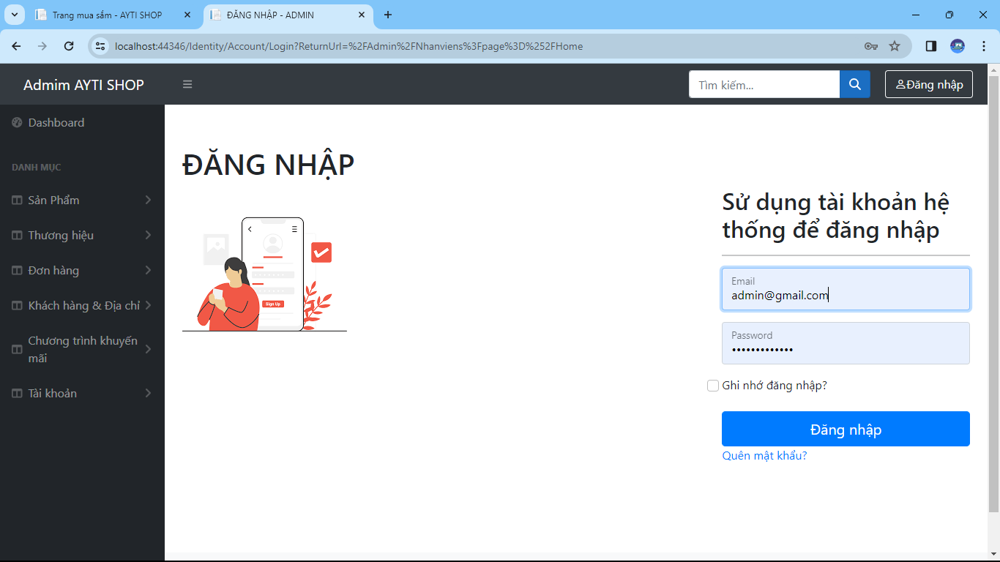 Trang mua sắm - AYTI SHOP
ĐĂNG NHẬP - ADMIN
localhost:44346/Identity/Account/Login?ReturnUrl=%2FAdmin%2FNhanviens%3Fpage%3D%252FHome
Admim AYTI SHOP
Tìm kiếm...
Đăng nhập
Dashboard
DANH MỤC
Sản Phẩm
Thương hiệu
Đơn hàng
Khách hàng & Địa chỉ
Chương trình khuyến
mãi
Tài khoản
ĐĂNG NHẬP
Sign Up
Sử dụng tài khoản hệ
thống để đăng nhập
Email
admin@gmail.com
Password
•••••••••••••
Ghi nhớ đăng nhập?
Đăng nhập
Quên mật khẩu?